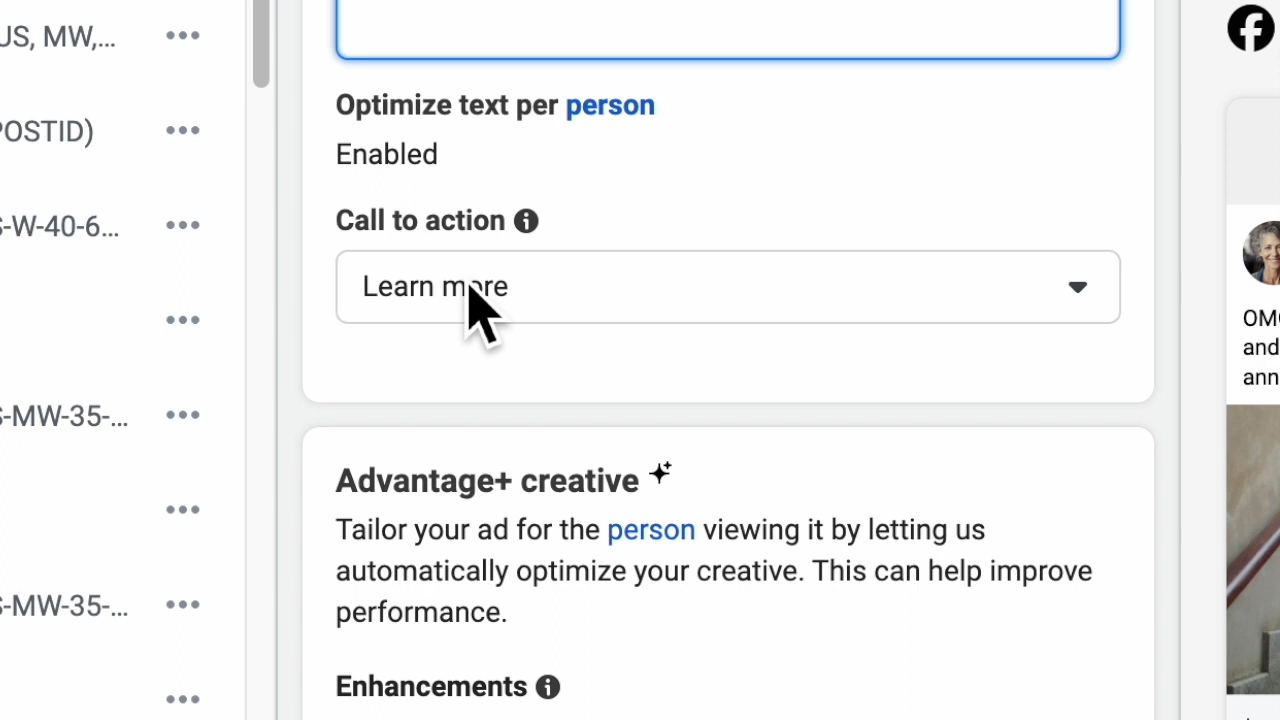 US, MW,...
POSTID)
S-W-40-6...
S-MW-35-...
S-MW-35-...
Optimize text per person
Enabled
Call to action
Learn more
Advantage+ creative
Tailor your ad for the person viewing it by letting us
automatically optimize your creative. This can help improve
performance.
Enhancements
and
ann